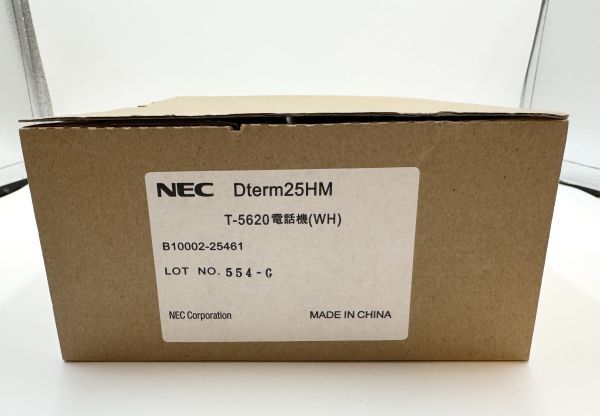 NEC Dterm25HM
T-5620電話機(WH)
B10002-25461
LOT NO. 554-G
NEC Corporation MADE IN CHINA